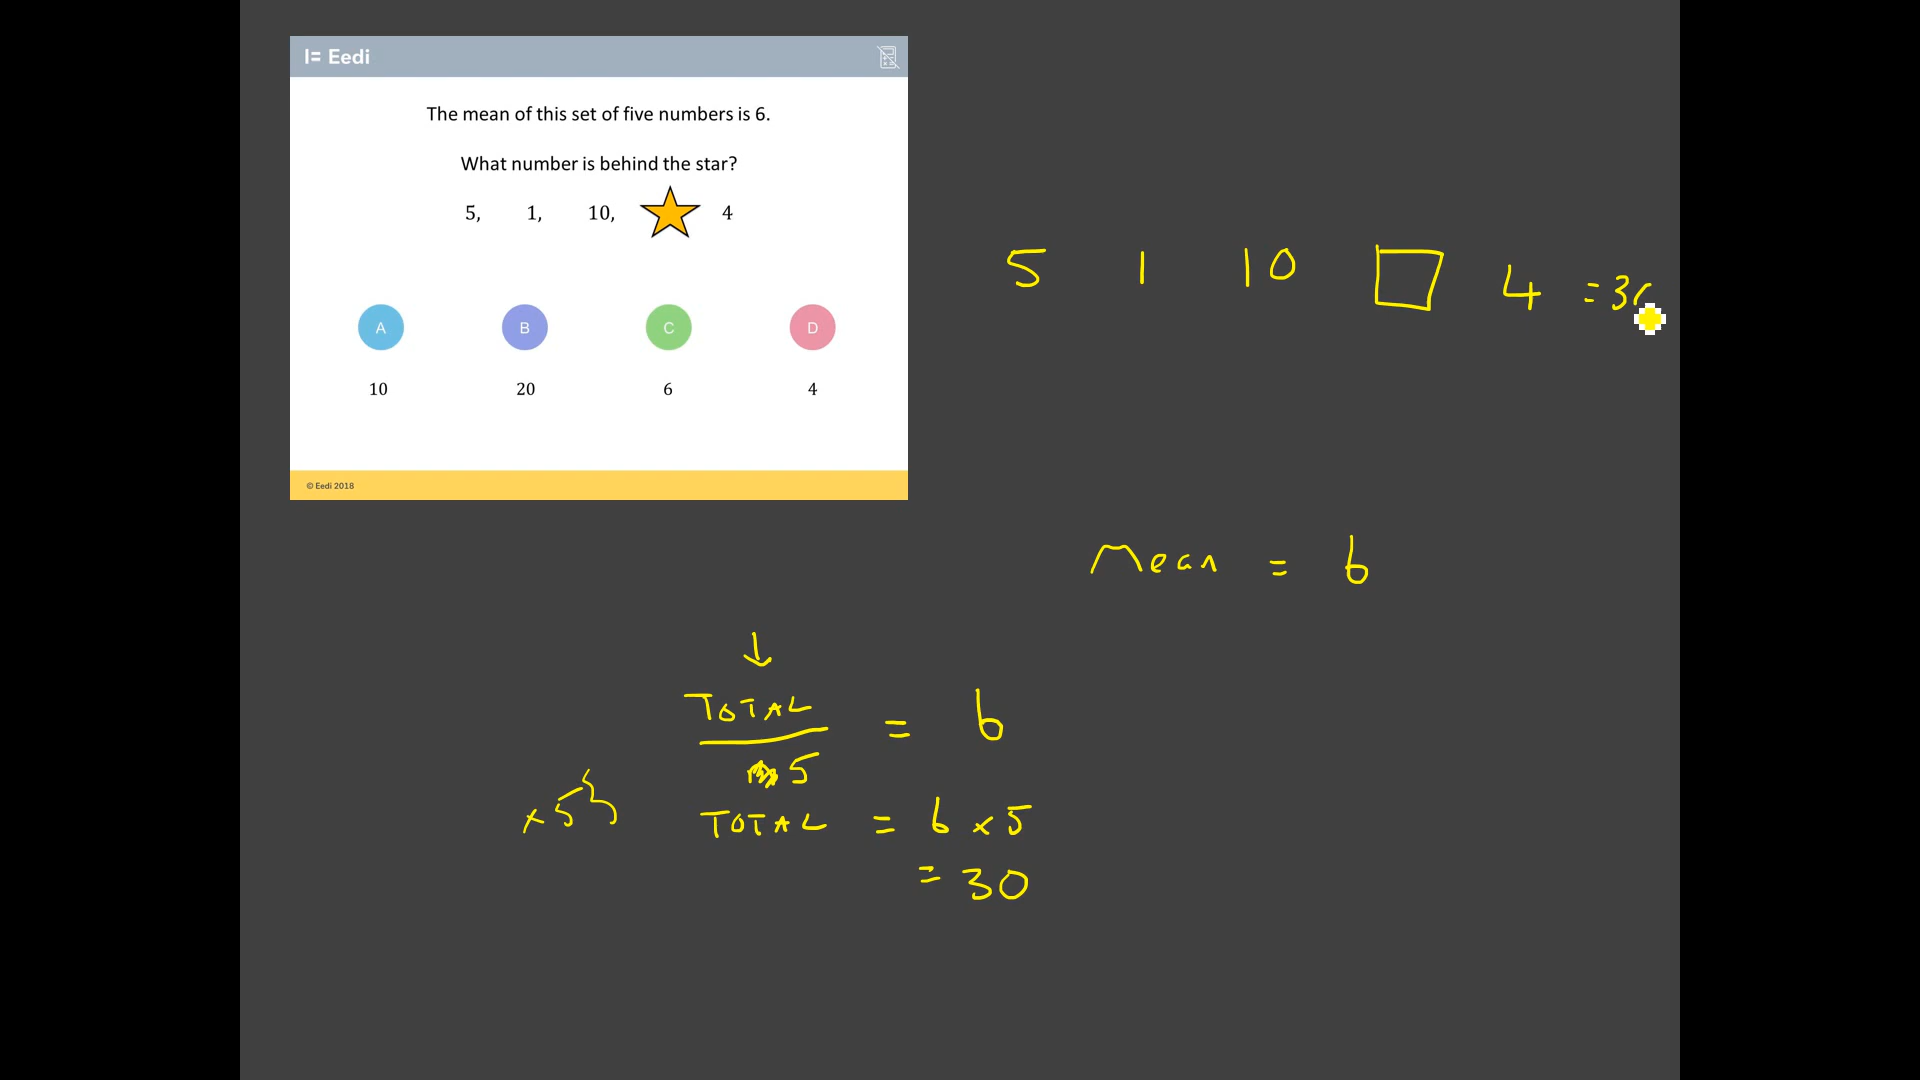 I= Eedi
The mean of this set of five numbers is 6.
What number is behind the star?
5, 1, 10, 4
A B C D
10 20 6 4
© Eedi 2018
5 1 10 4 = 30
Mean = 6
TOTAL = 6
5
×5
TOTAL = 6 × 5
= 30